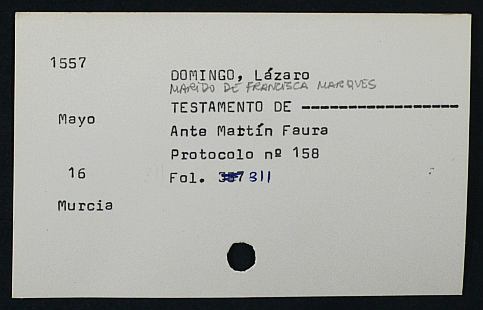 1557
DOMINGO, Lázaro
MARIDO DE FRANCISCA MARQUES
TESTAMENTO DE ------------------
Mayo
Ante Martín Faura
Protocolo nº 158
16
Fol. 311
Murcia